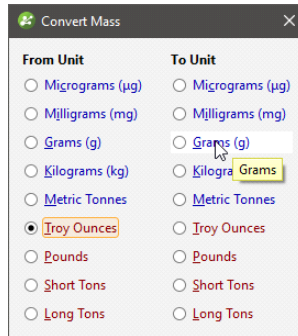 Convert Mass
From Unit To Unit
Micrograms (µg) Micrograms (µg)
Milligrams (mg) Milligrams (mg)
Grams (g) Grams (g)
Kilograms (kg) Kilogra Grams
Metric Tonnes Metric Tonnes
Troy Ounces Troy Ounces
Pounds Pounds
Short Tons Short Tons
Long Tons Long Tons